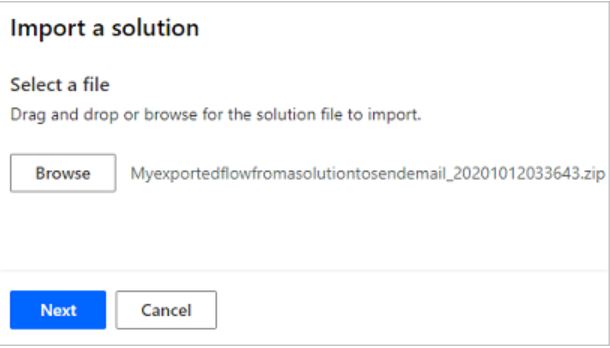 Import a solution
Select a file
Drag and drop or browse for the solution file to import.
Browse Myexportedflowfromasolutiontosendemail_20201012033643.zip
Next Cancel